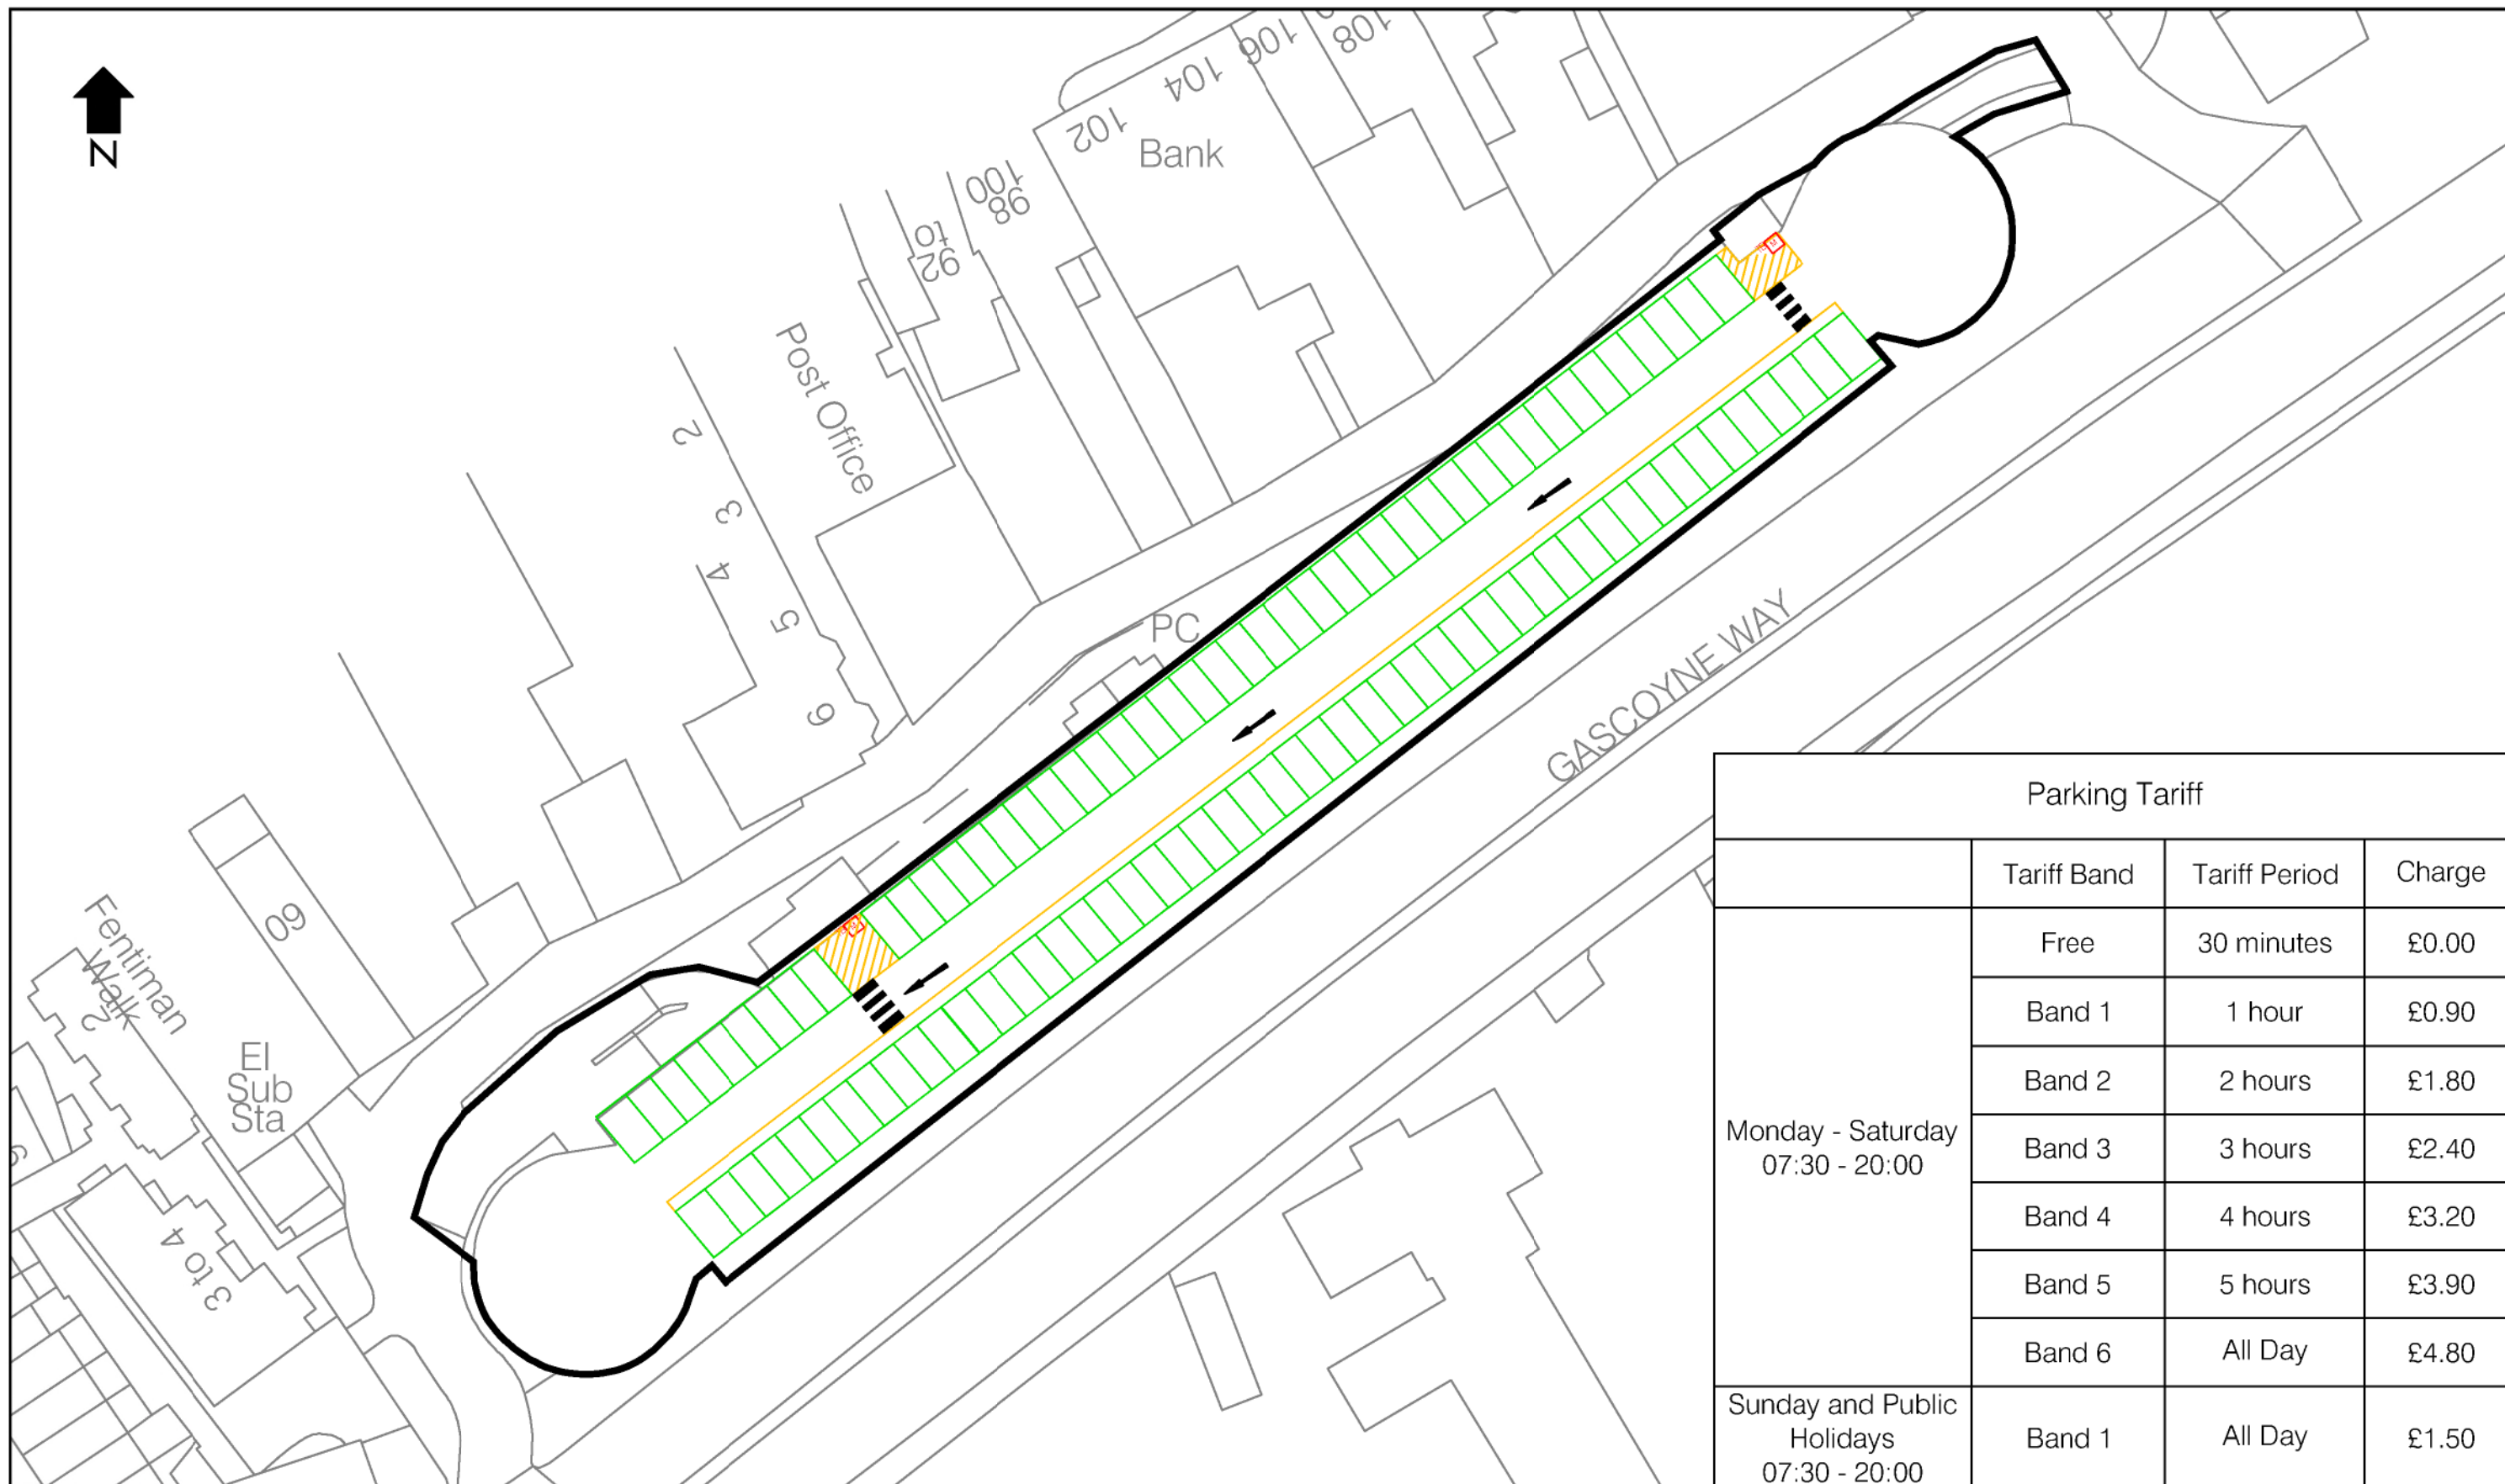 N
102
104
106
108
Bank
98
100
92
to
Post Office
2
3
4
5
6
PC
60
Fentiman
Walk
2
El
Sub
Sta
3 to 4
GASCOYNE WAY
Parking Tariff
Tariff Band Tariff Period Charge
Monday - Saturday
07:30 - 20:00
Free 30 minutes £0.00
Band 1 1 hour £0.90
Band 2 2 hours £1.80
Band 3 3 hours £2.40
Band 4 4 hours £3.20
Band 5 5 hours £3.90
Band 6 All Day £4.80
Sunday and Public
Holidays
07:30 - 20:00
Band 1 All Day £1.50